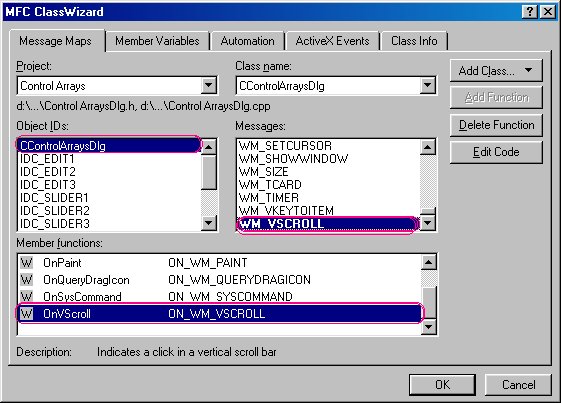 MFC ClassWizard
Message Maps Member Variables Automation ActiveX Events Class Info
Project: Class name:
Control Arrays CControlArraysDlg Add Class...
d:\...\Control ArraysDlg.h, d:\...\Control ArraysDlg.cpp Add Function
Object IDs: Messages: Delete Function
CControlArraysDlg WM_SETCURSOR
IDC_EDIT1 WM_SHOWWINDOW Edit Code
IDC_EDIT2 WM_SIZE
IDC_EDIT3 WM_TCARD
IDC_SLIDER1 WM_TIMER
IDC_SLIDER2 WM_VKEYTOITEM
IDC_SLIDER3 WM_VSCROLL
Member functions:
W OnPaint ON_WM_PAINT
W OnQueryDragIcon ON_WM_QUERYDRAGICON
W OnSysCommand ON_WM_SYSCOMMAND
W OnVScroll ON_WM_VSCROLL
Description: Indicates a click in a vertical scroll bar
OK Cancel